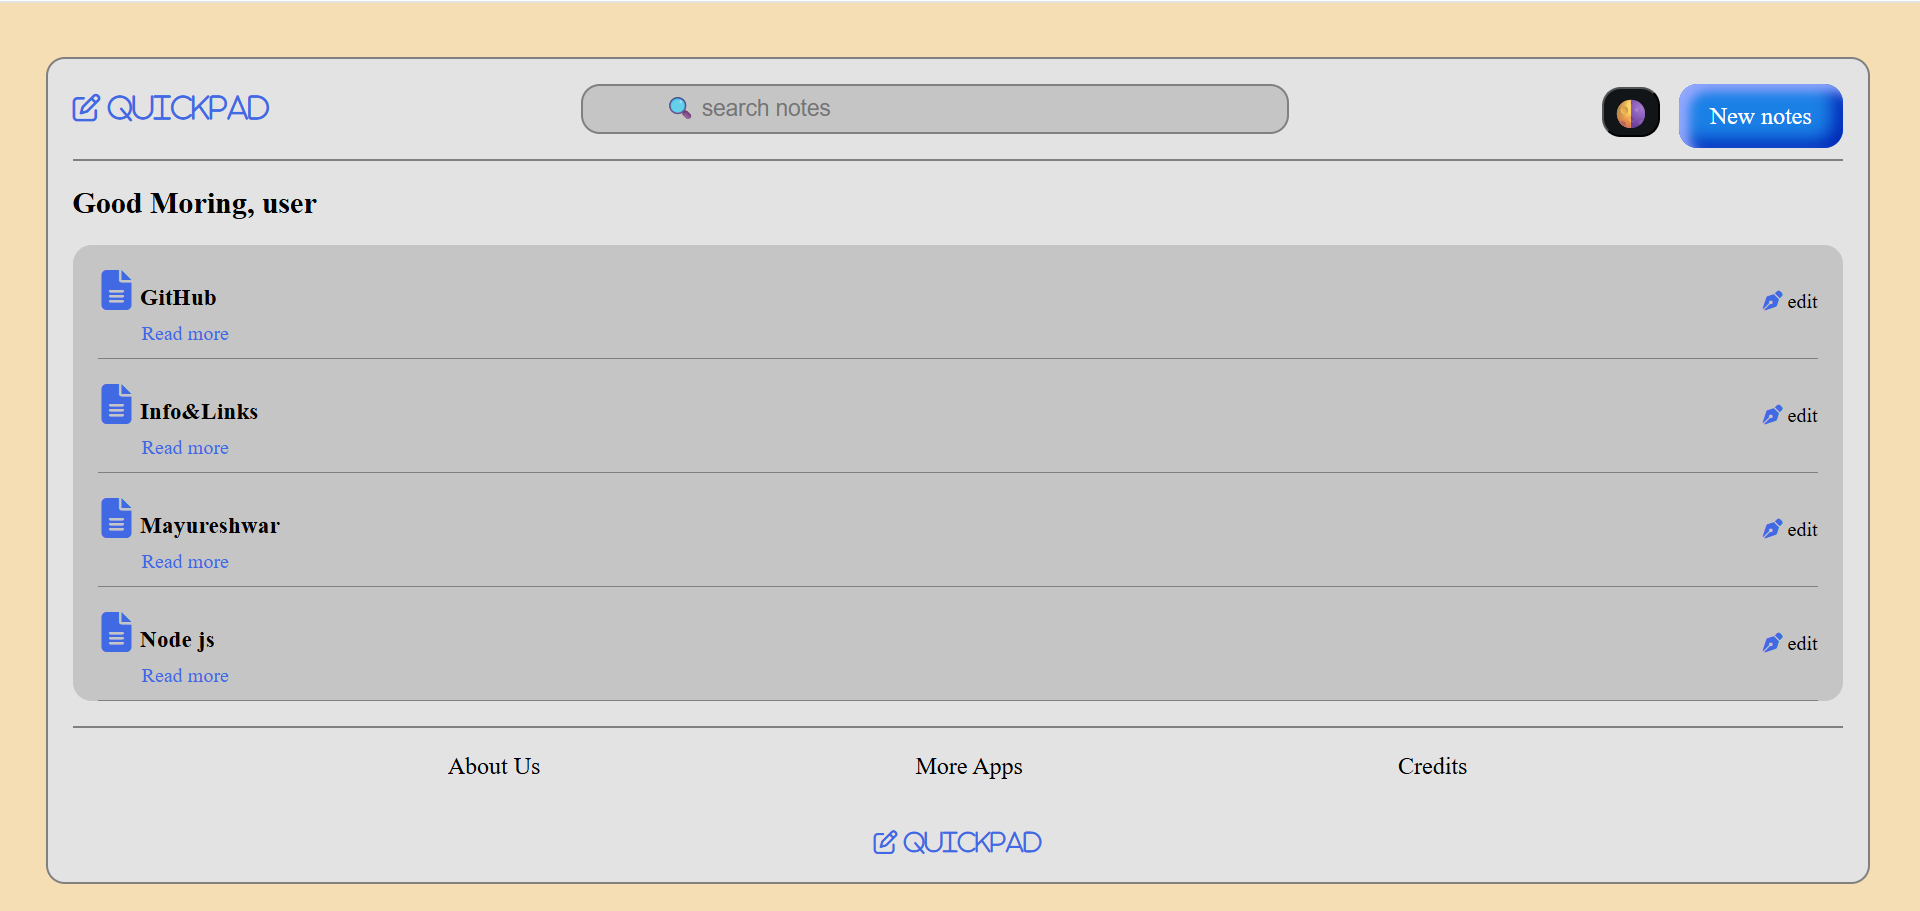 QUICKPAD
search notes
New notes
Good Moring, user
GitHub
edit
Read more
Info&Links
edit
Read more
Mayureshwar
edit
Read more
Node js
edit
Read more
About Us
More Apps
Credits
QUICKPAD